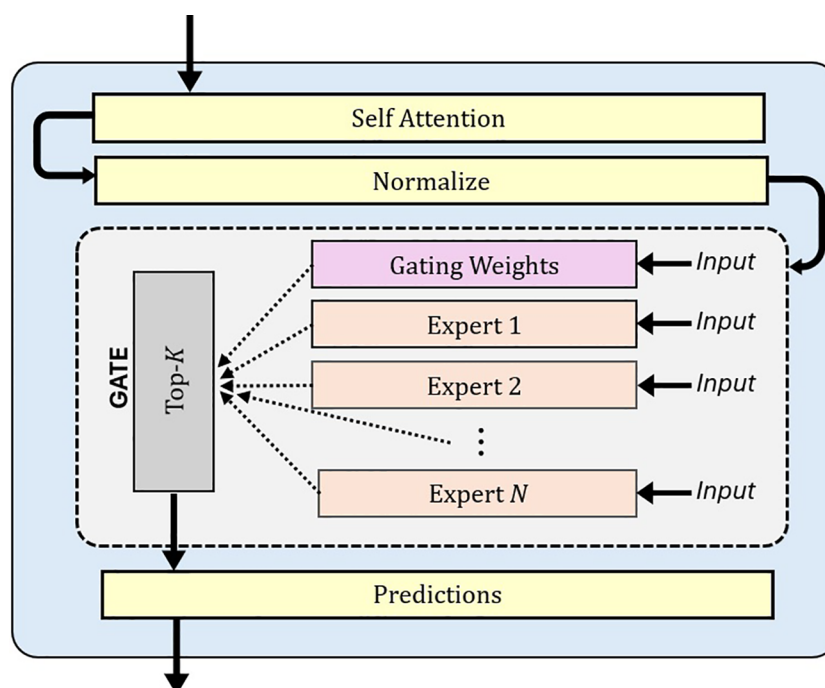 Self Attention
Normalize
Gating Weights
Input
Expert 1
Input
GATE
Top-K
Expert 2
Input
⋮
Expert N
Input
Predictions